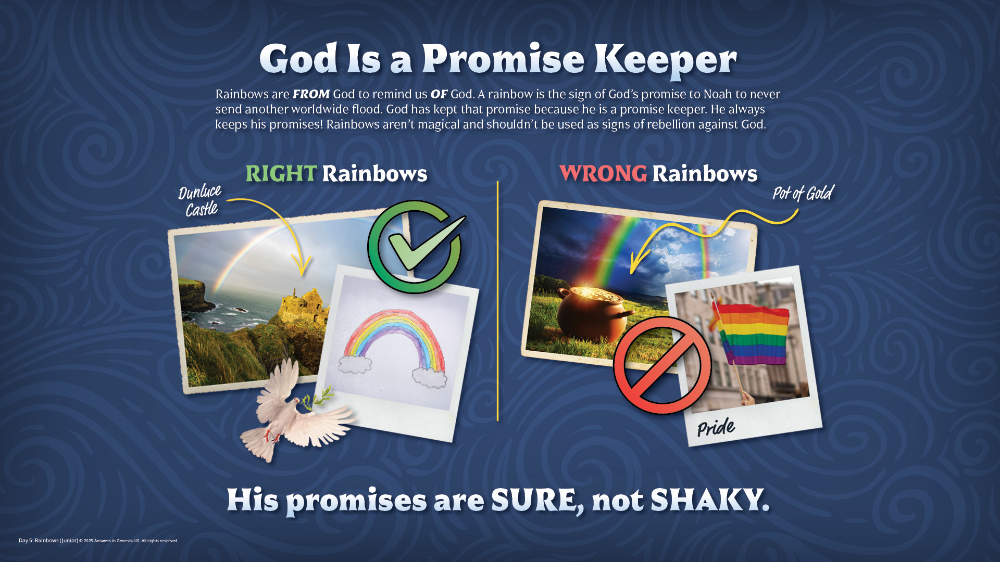 God Is a Promise Keeper
Rainbows are FROM God to remind us OF God. A rainbow is the sign of God's promise to Noah to never
send another worldwide flood. God has kept that promise because he is a promise keeper. He always
keeps his promises! Rainbows aren't magical and shouldn't be used as signs of rebellion against God.
RIGHT Rainbows
Dunluce
Castle
WRONG Rainbows
Pot of Gold
Pride
His promises are SURE, not SHAKY.
Day 5: Rainbows (Junior) © 2025 Answers in Genesis–US. All rights reserved.